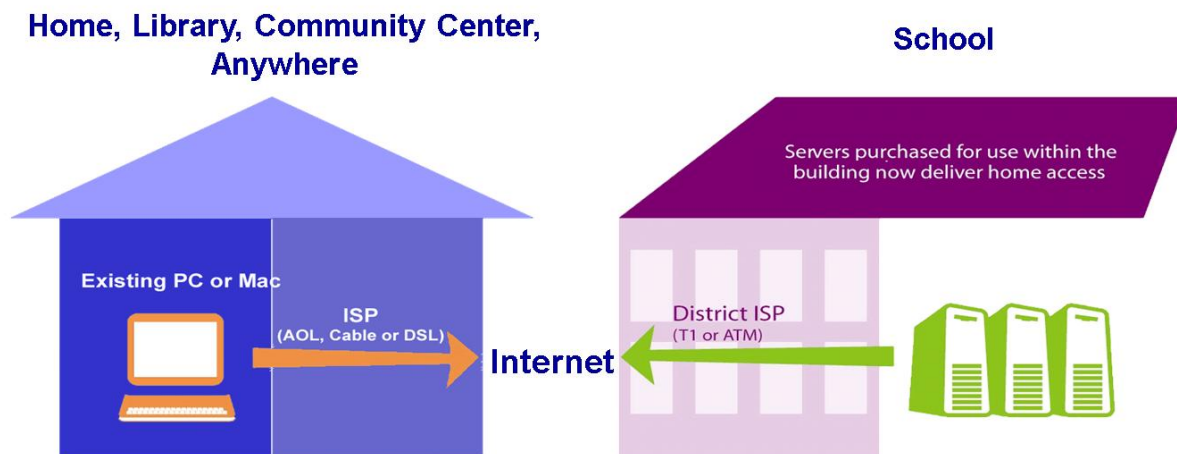 Home, Library, Community Center,
Anywhere
School
Servers purchased for use within the
building now deliver home access
Existing PC or Mac
ISP
(AOL, Cable or DSL)
Internet
District ISP
(T1 or ATM)